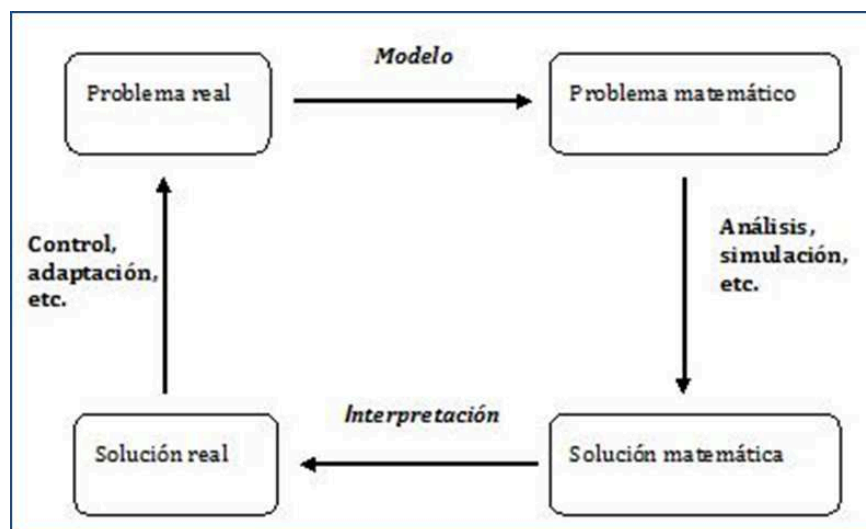 Modelo
Problema real
Problema matemático
Control,
adaptación,
etc.
Análisis,
simulación,
etc.
Interpretación
Solución real
Solución matemática